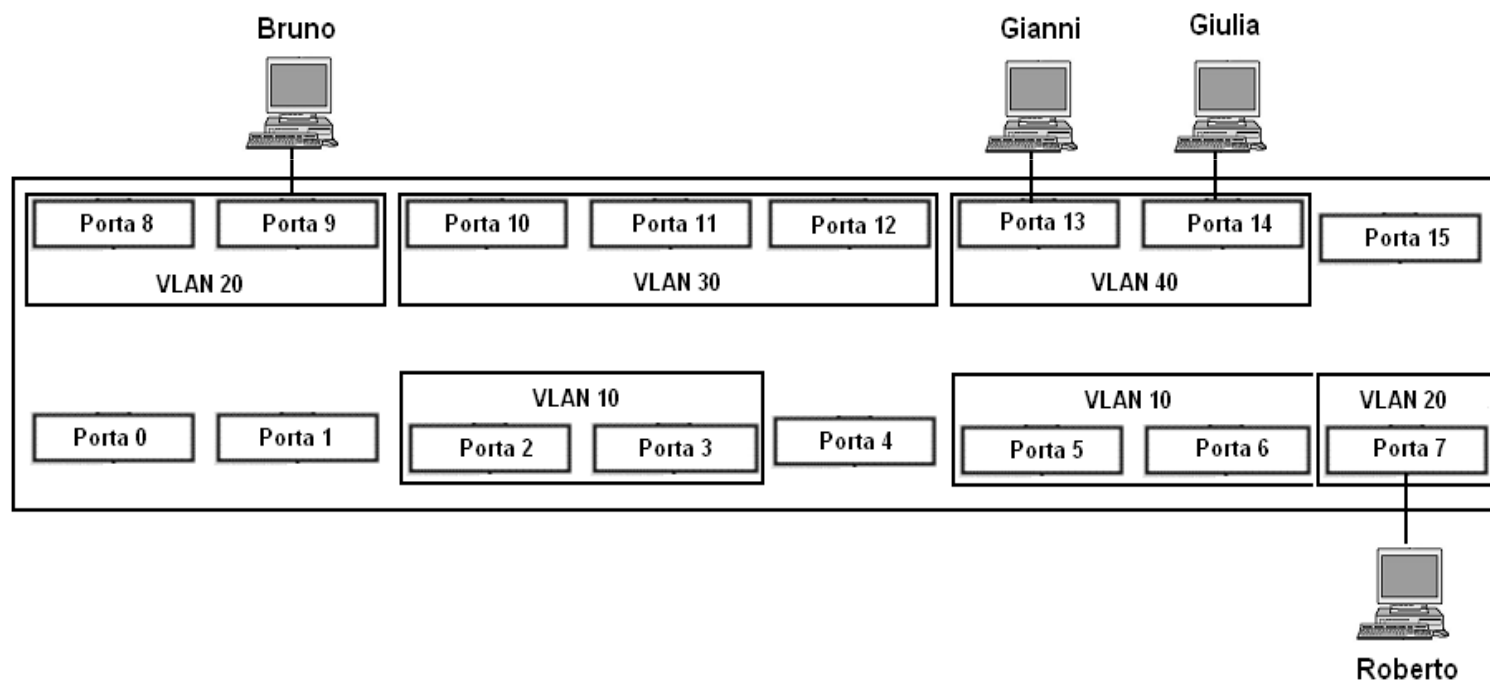 Bruno
Gianni
Giulia
Porta 8 Porta 9 Porta 10 Porta 11 Porta 12 Porta 13 Porta 14 Porta 15
VLAN 20 VLAN 30 VLAN 40
VLAN 10 VLAN 10 VLAN 20
Porta 0 Porta 1 Porta 2 Porta 3 Porta 4 Porta 5 Porta 6 Porta 7
Roberto